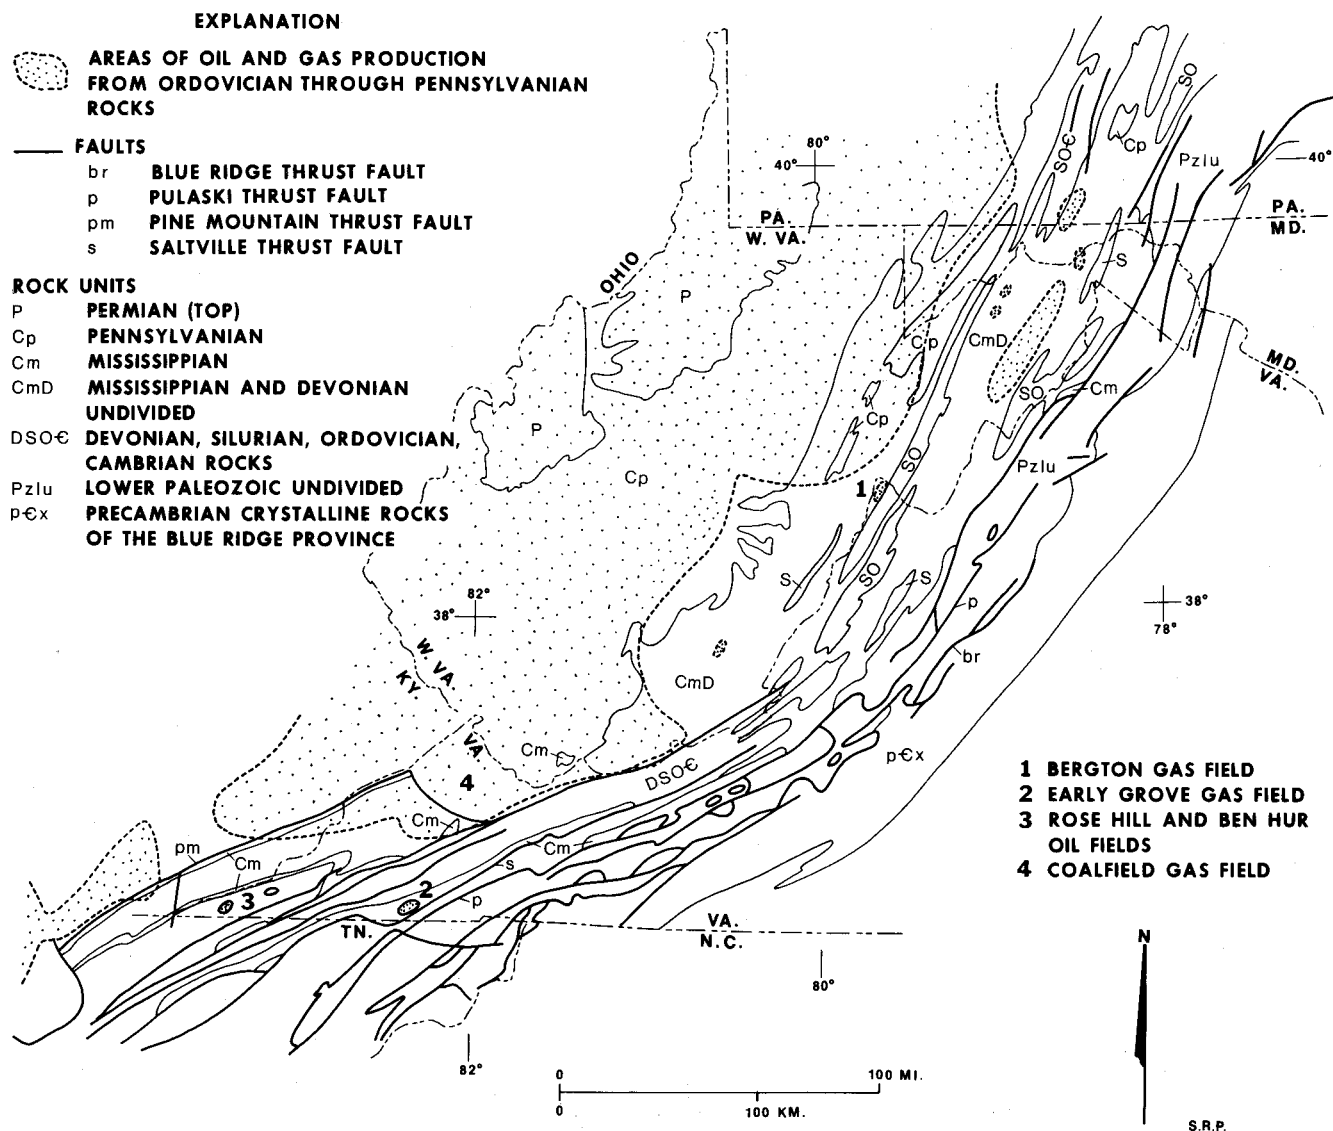 EXPLANATION
AREAS OF OIL AND GAS PRODUCTION
FROM ORDOVICIAN THROUGH PENNSYLVANIAN
ROCKS
FAULTS
br BLUE RIDGE THRUST FAULT
p PULASKI THRUST FAULT
pm PINE MOUNTAIN THRUST FAULT
s SALTVILLE THRUST FAULT
ROCK UNITS
P PERMIAN (TOP)
Cp PENNSYLVANIAN
Cm MISSISSIPPIAN
CmD MISSISSIPPIAN AND DEVONIAN
UNDIVIDED
DSO€ DEVONIAN, SILURIAN, ORDOVICIAN,
CAMBRIAN ROCKS
Pzlu LOWER PALEOZOIC UNDIVIDED
p€x PRECAMBRIAN CRYSTALLINE ROCKS
OF THE BLUE RIDGE PROVINCE
SO
SO€
Cp
Pzlu
80°
40°
40°
PA.
W. VA.
PA.
MD.
OHIO
P
S
Cp
CmD
MD.
VA.
SO
Cm
Cp
P
Cp
SO
Pzlu
1
S
SO
S
82°
38°
p
38°
78°
W. VA.
KY.
br
CmD
VA.
Cm
p€x
4
DSO€
1 BERGTON GAS FIELD
2 EARLY GROVE GAS FIELD
3 ROSE HILL AND BEN HUR
OIL FIELDS
4 COALFIELD GAS FIELD
Cm
pm
Cm
Cm
s
3
2
p
TN.
VA.
N.C.
N
80°
82°
0 100 MI.
0 100 KM.
S.R.P.